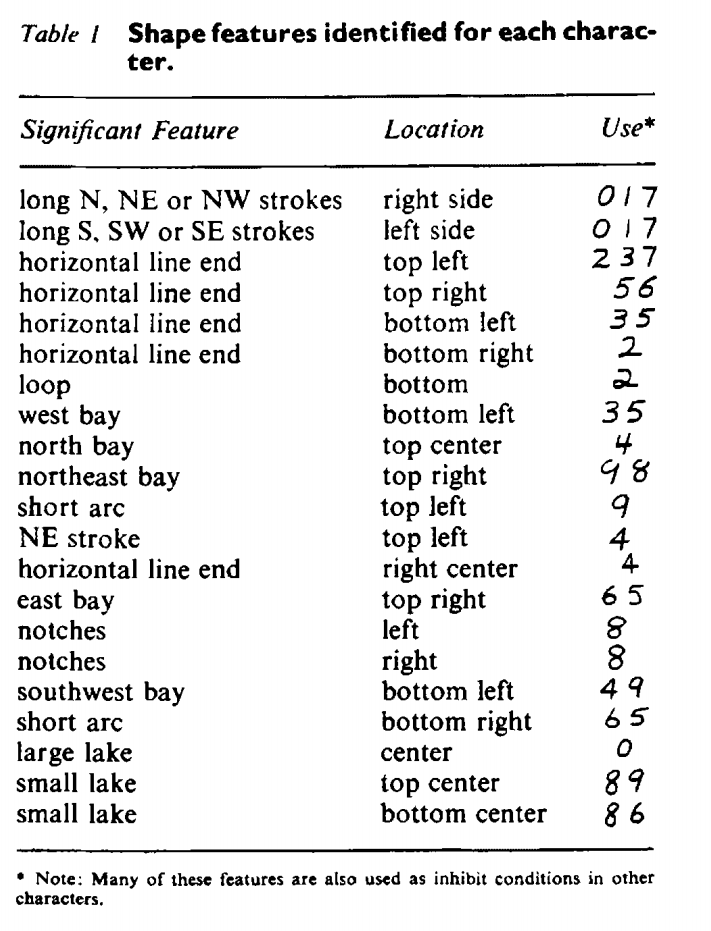 Table 1 Shape features identified for each charac-
ter.
Significant Feature Location Use*
long N, NE or NW strokes right side 0 1 7
long S, SW or SE strokes left side 0 1 7
horizontal line end top left 2 3 7
horizontal line end top right 5 6
horizontal line end bottom left 3 5
horizontal line end bottom right 2
loop bottom 2
west bay bottom left 3 5
north bay top center 4
northeast bay top right 9 8
short arc top left 9
NE stroke top left 4
horizontal line end right center 4
east bay top right 6 5
notches left 8
notches right 8
southwest bay bottom left 4 9
short arc bottom right 6 5
large lake center 0
small lake top center 8 9
small lake bottom center 8 6
* Note: Many of these features are also used as inhibit conditions in other
characters.